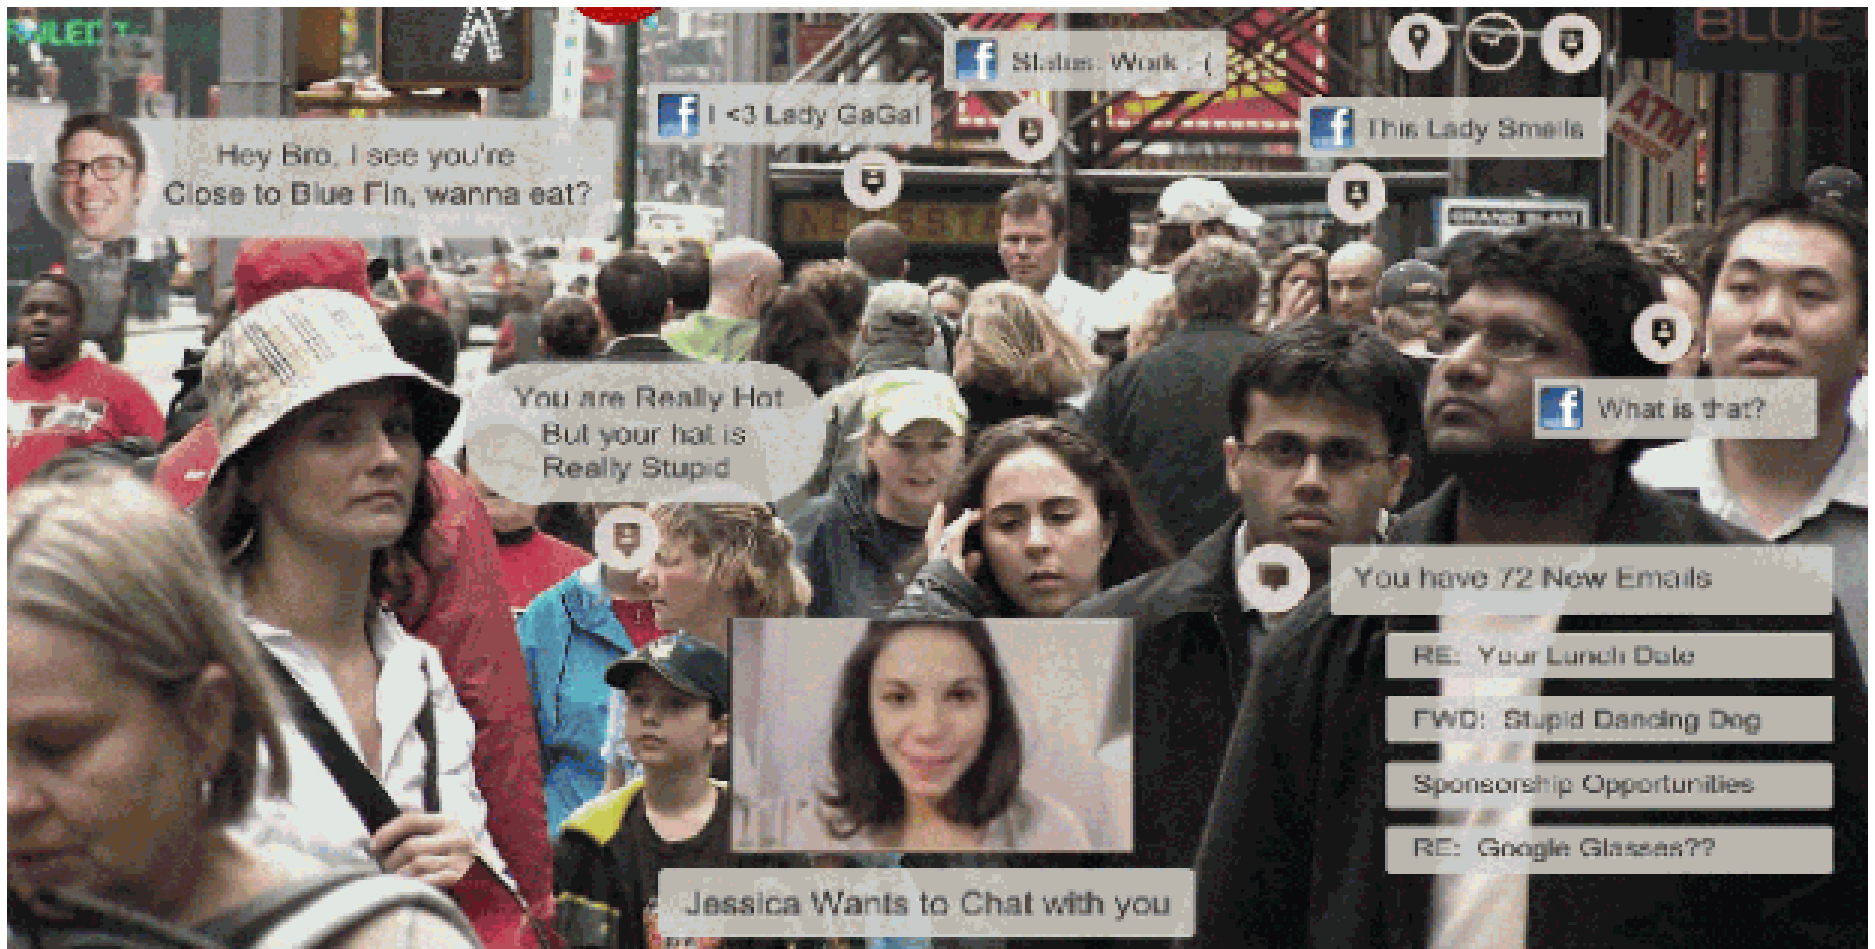 BLUE
f Status: Work :-(
f I <3 Lady GaGa!
f This Lady Smells
ATM
INSIDE
Hey Bro, I see you're
Close to Blue Fin, wanna eat?
GRAND SLAM
You are Really Hot
But your hat is
Really Stupid
f What is that?
You have 72 New Emails
RE: Your Lunch Date
FWD: Stupid Dancing Dog
Sponsorship Opportunities
RE: Google Glasses??
Jessica Wants to Chat with you